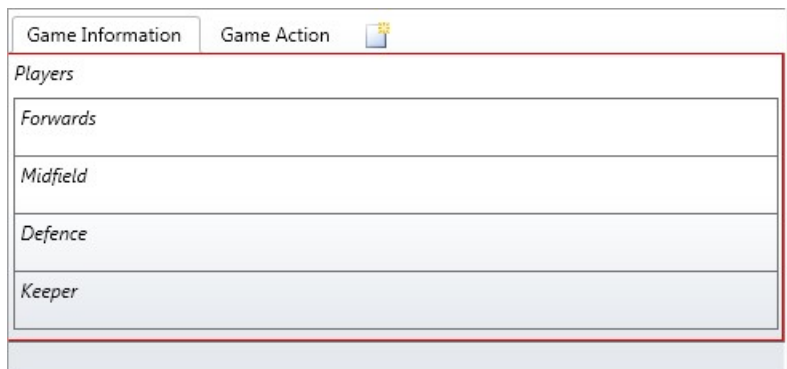 Game Information Game Action
Players
Forwards
Midfield
Defence
Keeper